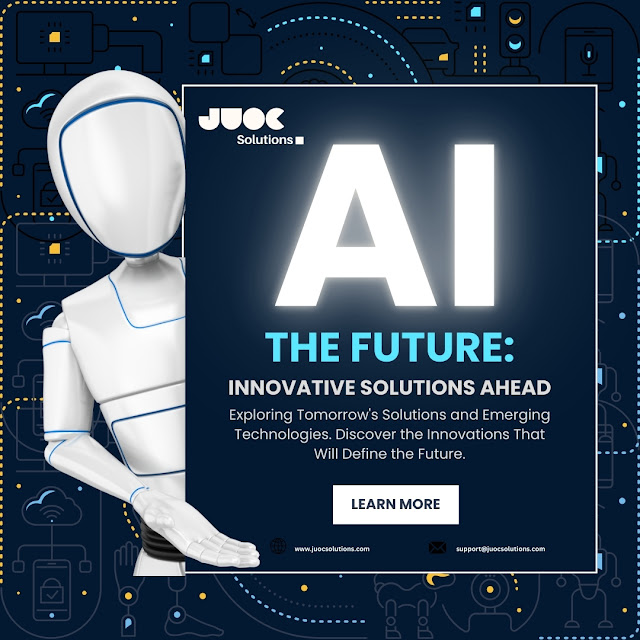 JUOC
Solutions
AI
THE FUTURE:
INNOVATIVE SOLUTIONS AHEAD
Exploring Tomorrow's Solutions and Emerging
Technologies. Discover the Innovations That
Will Define the Future.
LEARN MORE
www.juocsolutions.com
support@juocsolutions.com